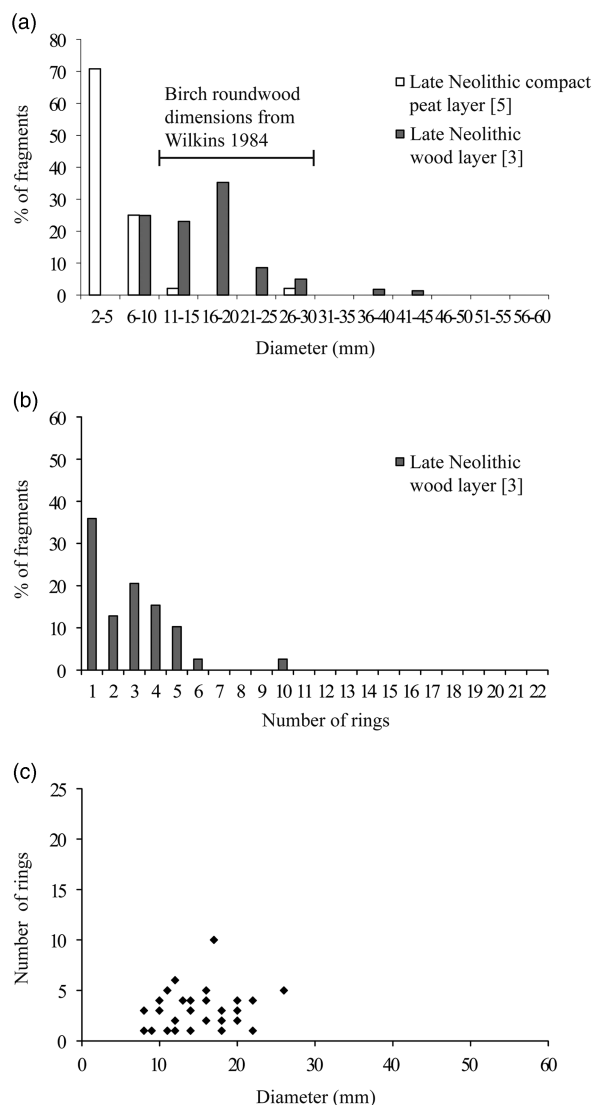 (a)
80
70
60
50
40
30
20
10
0
% of fragments
Birch roundwood
dimensions from
Wilkins 1984
Late Neolithic compact
peat layer [5]
Late Neolithic
wood layer [3]
2-5 6-10 11-15 16-20 21-25 26-30 31-35 36-40 41-45 46-50 51-55 56-60
Diameter (mm)
(b)
60
50
40
30
20
10
0
% of fragments
Late Neolithic
wood layer [3]
1 2 3 4 5 6 7 8 9 10 11 12 13 14 15 16 17 18 19 20 21 22
Number of rings
(c)
25
20
15
10
5
0
Number of rings
0 10 20 30 40 50 60
Diameter (mm)